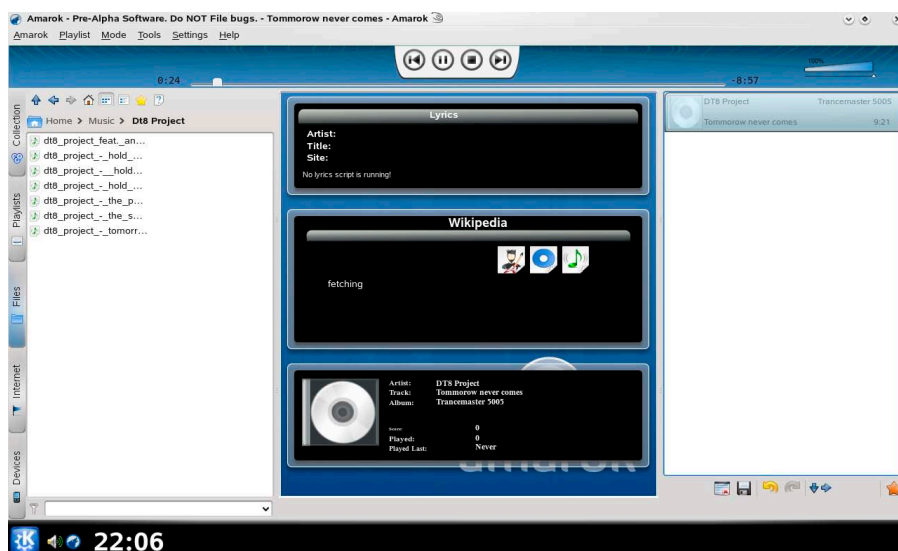 Amarok - Pre-Alpha Software. Do NOT File bugs. - Tommorow never comes - Amarok
Amarok Playlist Mode Tools Settings Help
0:24
-8:57
100%
Collection
Playlists
Files
Internet
Devices
Home > Music > Dt8 Project
dt8_project_feat._an...
dt8_project_-_hold_...
dt8_project_-__hold...
dt8_project_-_hold_...
dt8_project_-_the_p...
dt8_project_-_the_s...
dt8_project_-_tomorr...
Lyrics
Artist:
Title:
Site:
No lyrics script is running!
Wikipedia
fetching
Artist: DT8 Project
Track: Tommorow never comes
Album: Trancemaster 5005
Score: 0
Played: 0
Played Last: Never
amarok
DT8 Project Trancemaster 5005
Tommorow never comes 9:21
22:06